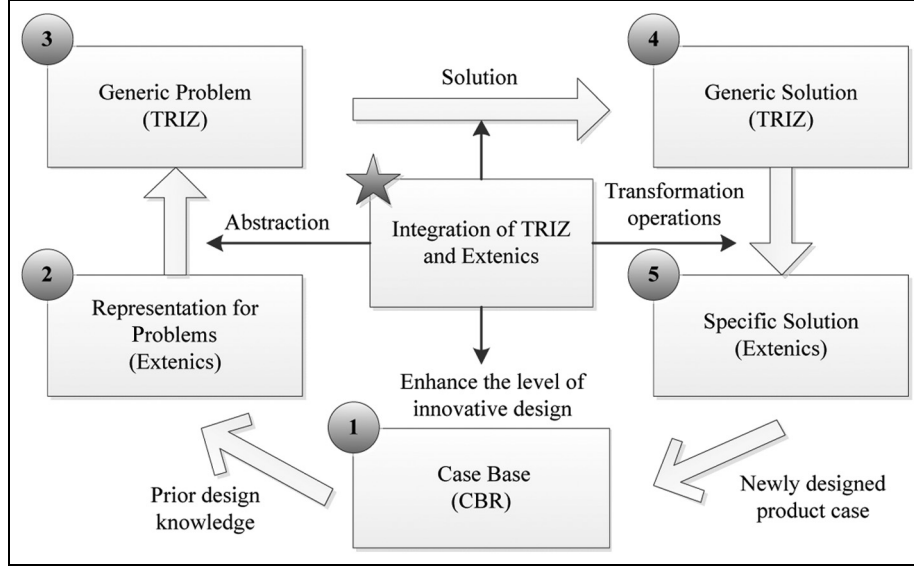 3
Generic Problem
(TRIZ)
Solution
4
Generic Solution
(TRIZ)
Abstraction
Integration of TRIZ
and Extenics
Transformation
operations
2
Representation for
Problems
(Extenics)
5
Specific Solution
(Extenics)
Enhance the level of
innovative design
1
Case Base
(CBR)
Prior design
knowledge
Newly designed
product case